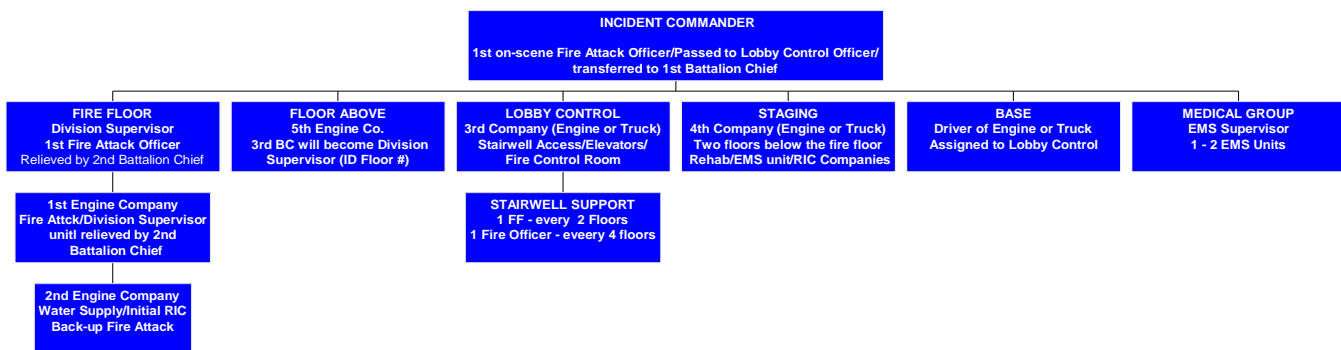 INCIDENT COMMANDER
1st on-scene Fire Attack Officer/Passed to Lobby Control Officer/
transferred to 1st Battalion Chief
FIRE FLOOR
Division Supervisor
1st Fire Attack Officer
Relieved by 2nd Battalion Chief
FLOOR ABOVE
5th Engine Co.
3rd BC will become Division
Supervisor (ID Floor #)
LOBBY CONTROL
3rd Company (Engine or Truck)
Stairwell Access/Elevators/
Fire Control Room
STAGING
4th Company (Engine or Truck)
Two floors below the fire floor
Rehab/EMS unit/RIC Companies
BASE
Driver of Engine or Truck
Assigned to Lobby Control
MEDICAL GROUP
EMS Supervisor
1 - 2 EMS Units
1st Engine Company
Fire Attck/Division Supervisor
unitl relieved by 2nd
Battalion Chief
STAIRWELL SUPPORT
1 FF - every 2 Floors
1 Fire Officer - eveery 4 floors
2nd Engine Company
Water Supply/Initial RIC
Back-up Fire Attack